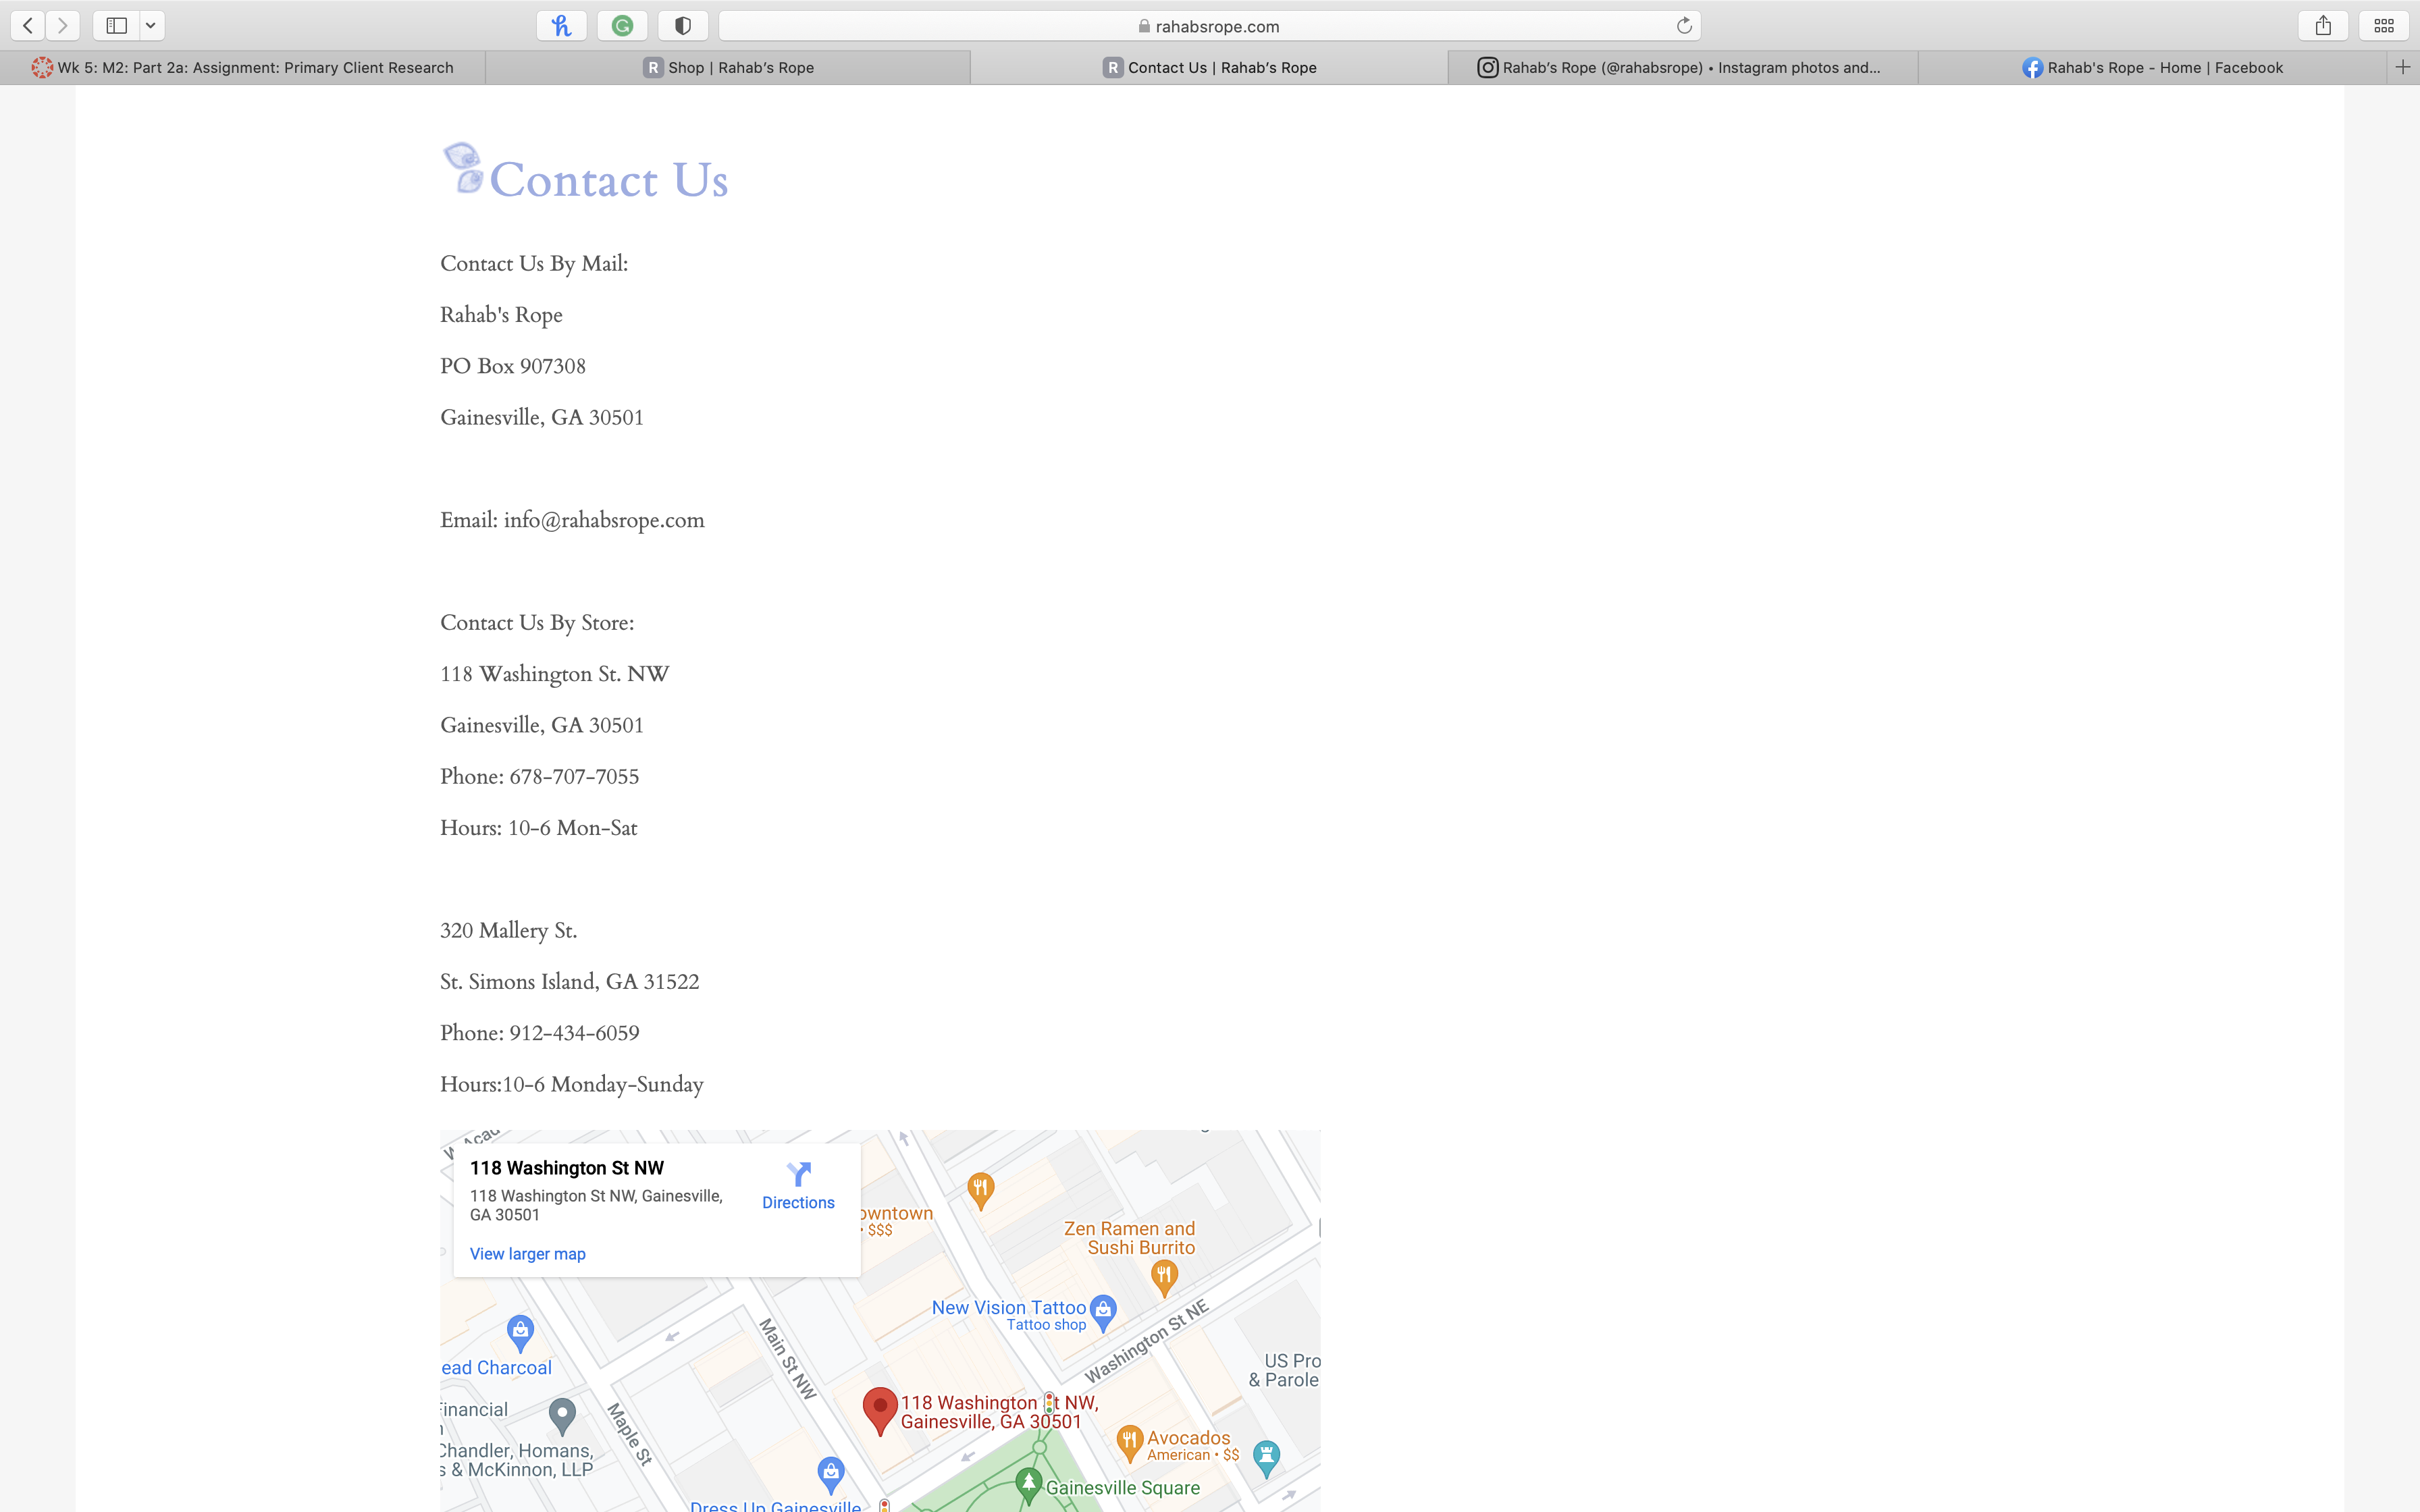 rahabsrope.com
Wk 5: M2: Part 2a: Assignment: Primary Client Research
R Shop | Rahab's Rope
R Contact Us | Rahab's Rope
Rahab's Rope (@rahabsrope) • Instagram photos and...
Rahab's Rope - Home | Facebook
Contact Us
Contact Us By Mail:
Rahab's Rope
PO Box 907308
Gainesville, GA 30501
Email: info@rahabsrope.com
Contact Us By Store:
118 Washington St. NW
Gainesville, GA 30501
Phone: 678-707-7055
Hours: 10-6 Mon-Sat
320 Mallery St.
St. Simons Island, GA 31522
Phone: 912-434-6059
Hours:10-6 Monday-Sunday
118 Washington St NW
118 Washington St NW, Gainesville,
GA 30501
Directions
View larger map
W Acad
owntown
• $$$
Zen Ramen and
Sushi Burrito
New Vision Tattoo
Tattoo shop
Washington St NE
Main St NW
ead Charcoal
US Pro
& Parole
118 Washington St NW,
Gainesville, GA 30501
Maple St
Financial
Chandler, Homans,
s & McKinnon, LLP
Avocados
American • $$
Gainesville Square
Dress Up Gainesville